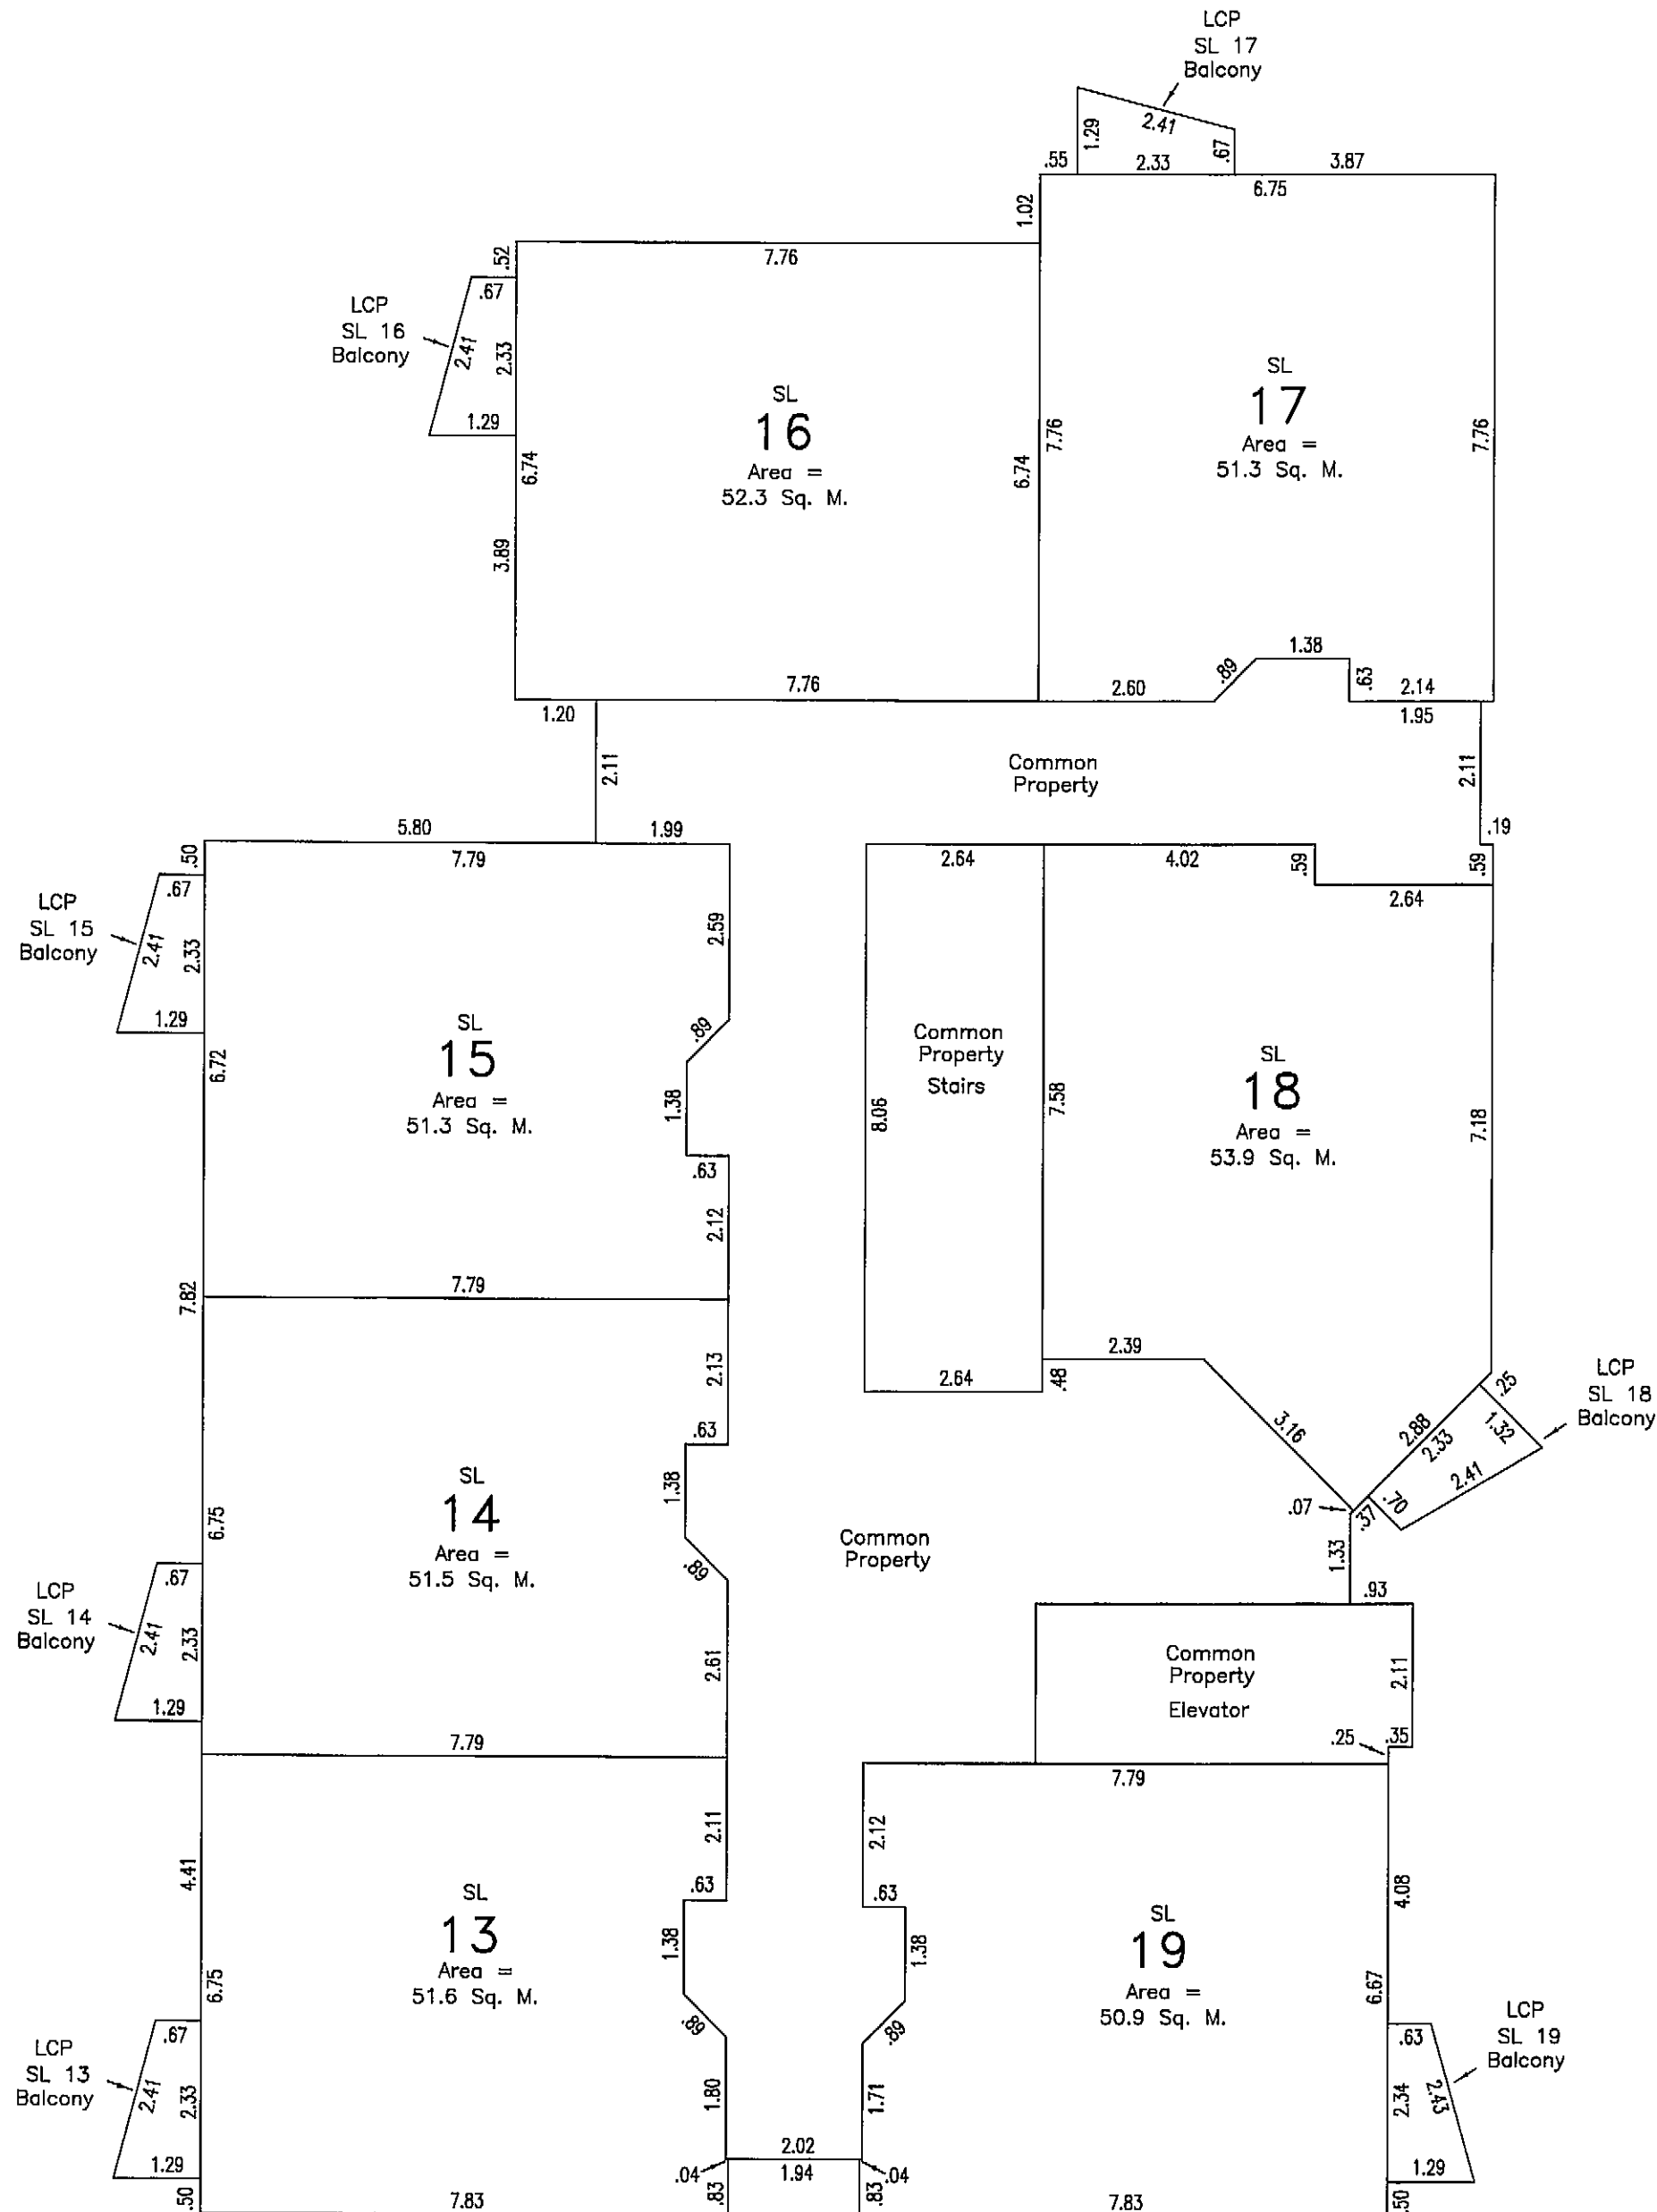 LCP
SL 17
Balcony
1.29
2.41
.67
.55
2.33
3.87
6.75
1.02
.52
7.76
.67
LCP
SL 16
Balcony
2.41
2.33
1.29
6.74
3.89
SL
16
Area =
52.3 Sq. M.
6.74
7.76
SL
17
Area =
51.3 Sq. M.
7.76
1.38
.89
.63
7.76
2.60
2.14
1.20
1.95
2.11
Common
Property
2.11
5.80
1.99
.19
.50
7.79
2.64
4.02
.59
.59
.67
2.64
LCP
SL 15
Balcony
2.41
2.33
2.59
1.29
.89
6.72
SL
15
Area =
51.3 Sq. M.
1.38
.63
2.12
Common
Property
Stairs
8.06
7.58
SL
18
Area =
53.9 Sq. M.
7.18
7.82
7.79
2.13
2.39
2.64
.48
.25
LCP
SL 18
Balcony
1.32
3.16
2.88
2.33
2.41
.70
.07
.37
.63
1.38
SL
14
Area =
51.5 Sq. M.
6.75
.89
Common
Property
1.33
.93
.67
LCP
SL 14
Balcony
2.41
2.33
1.29
2.61
Common
Property
Elevator
2.11
.25
.35
7.79
7.79
2.11
2.12
4.41
4.08
.63
.63
SL
13
Area =
51.6 Sq. M.
1.38
1.38
SL
19
Area =
50.9 Sq. M.
6.75
6.67
.89
.89
.67
LCP
SL 13
Balcony
2.41
2.33
1.29
.63
LCP
SL 19
Balcony
2.34
2.43
1.29
1.80
1.71
2.02
.04
1.94
.04
.50
7.83
.83
.83
7.83
.50